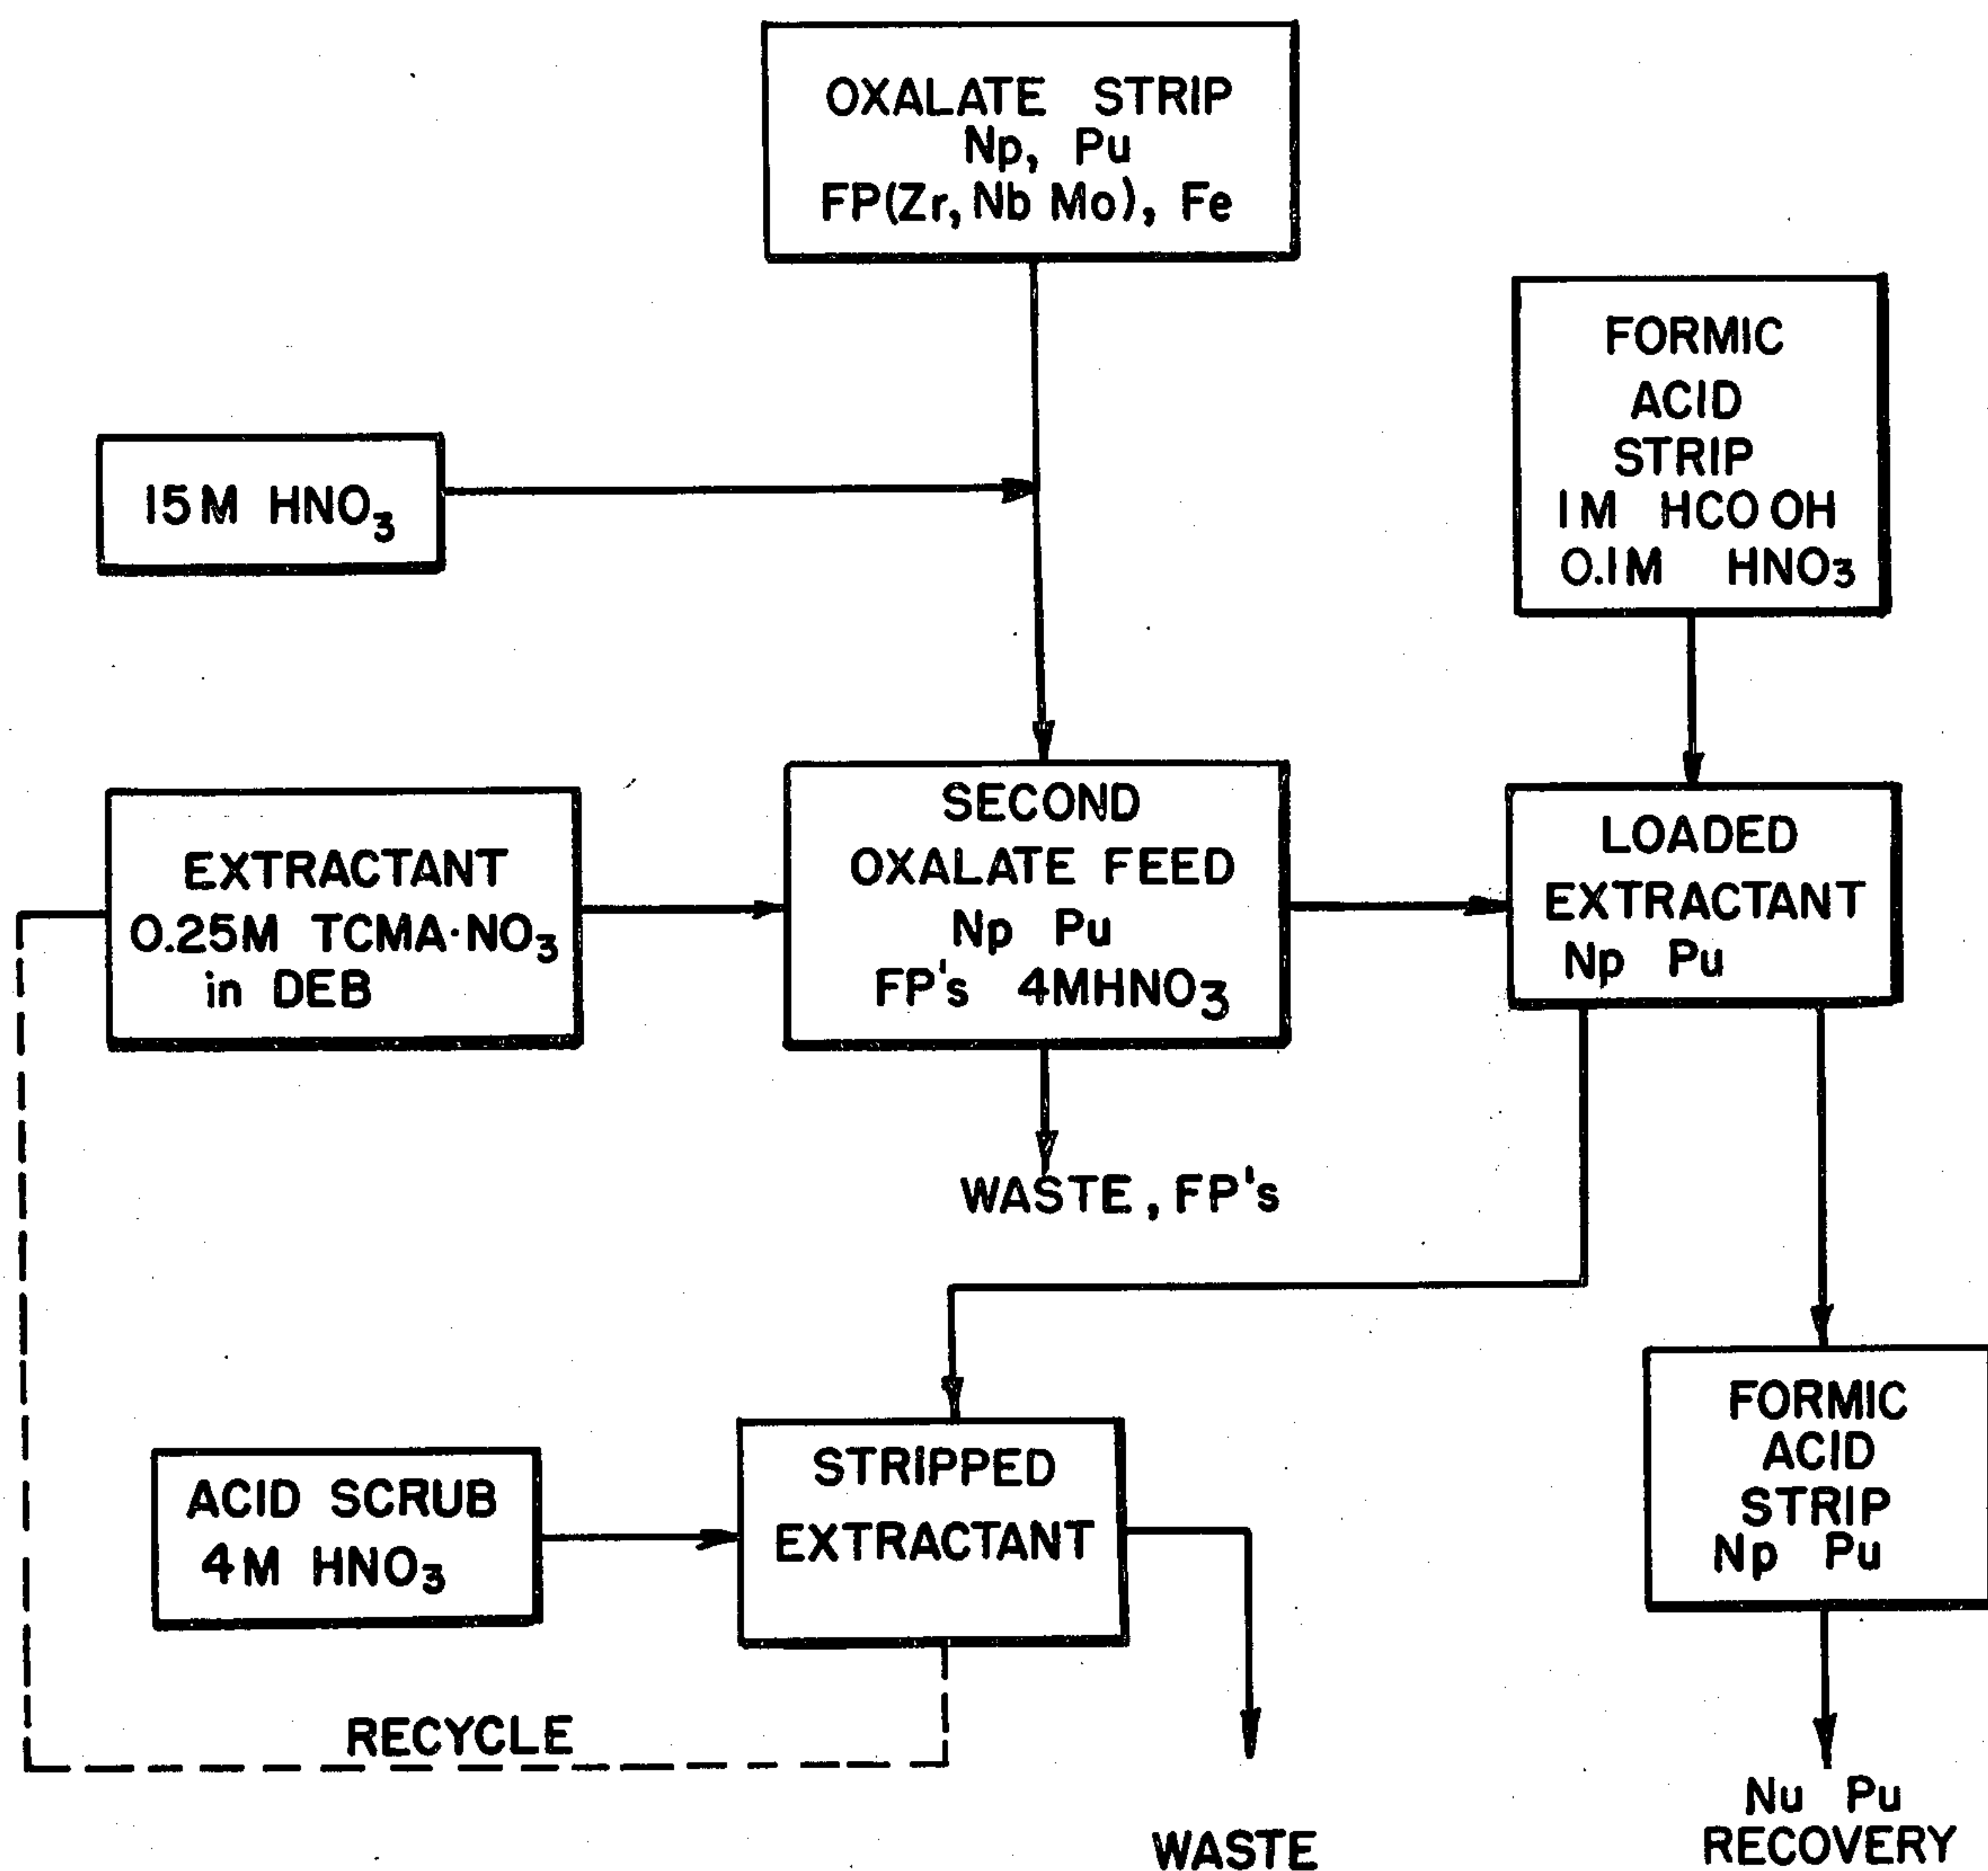 OXALATE STRIP
Np, Pu
FP(Zr, Nb Mo), Fe
FORMIC
ACID
STRIP
1M HCOOH
0.1M HNO3
15M HNO3
EXTRACTANT
0.25M TCMA·NO3
in DEB
SECOND
OXALATE FEED
Np Pu
FP's 4MHNO3
LOADED
EXTRACTANT
Np Pu
WASTE, FP's
ACID SCRUB
4M HNO3
STRIPPED
EXTRACTANT
FORMIC
ACID
STRIP
Np Pu
RECYCLE
WASTE
Nu Pu
RECOVERY